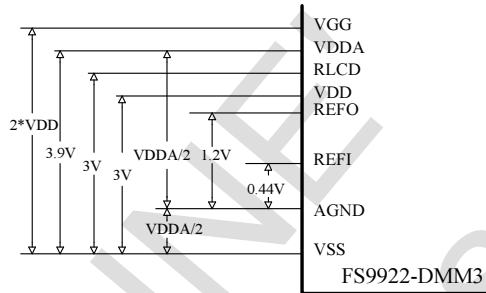 VGG
VDDA
RLCD
VDD
REFO
2*VDD
3.9V
3V
3V
VDDA/2
1.2V
REFI
0.44V
AGND
VDDA/2
VSS
FS9922-DMM3